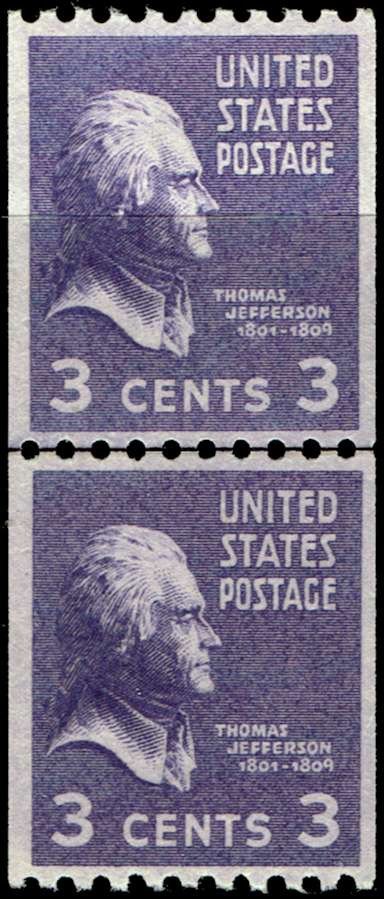 UNITED
STATES
POSTAGE
THOMAS
JEFFERSON
1801-1809
3 CENTS 3
UNITED
STATES
POSTAGE
THOMAS
JEFFERSON
1801-1809
3 CENTS 3